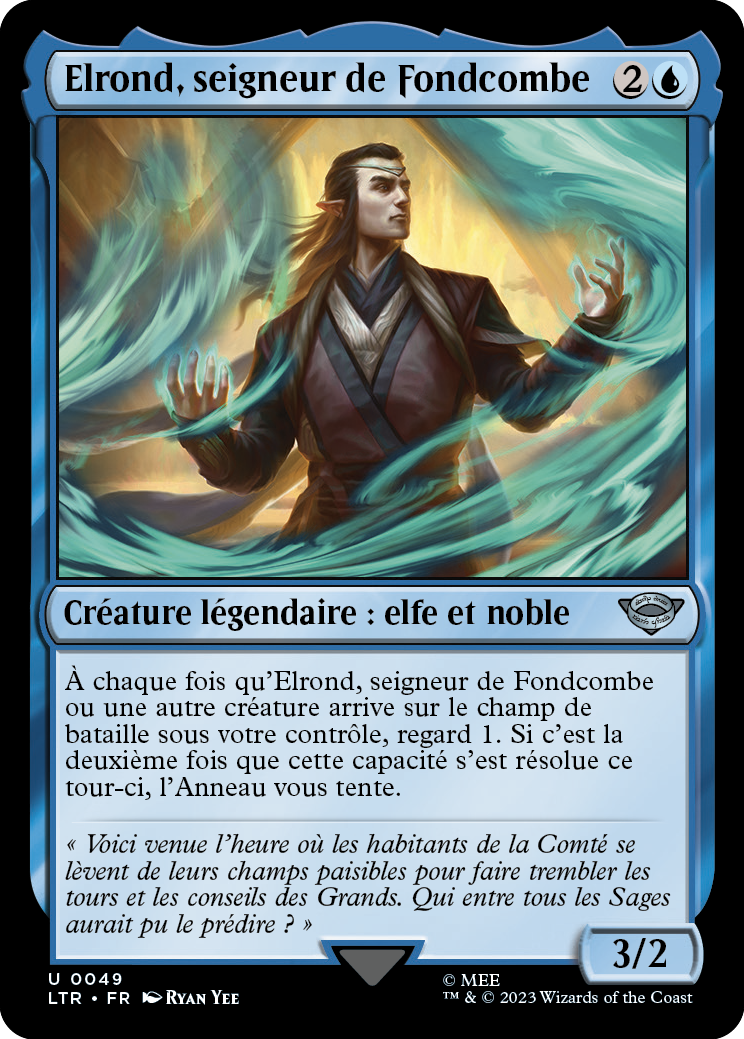 Elrond, seigneur de Fondcombe 2
Créature légendaire : elfe et noble
À chaque fois qu'Elrond, seigneur de Fondcombe
ou une autre créature arrive sur le champ de
bataille sous votre contrôle, regard 1. Si c'est la
deuxième fois que cette capacité s'est résolue ce
tour-ci, l'Anneau vous tente.
« Voici venue l'heure où les habitants de la Comté se
lèvent de leurs champs paisibles pour faire trembler les
tours et les conseils des Grands. Qui entre tous les Sages
aurait pu le prédire ? »
3/2
U 0049
LTR • FR Ryan Yee
© MEE
™ & © 2023 Wizards of the Coast